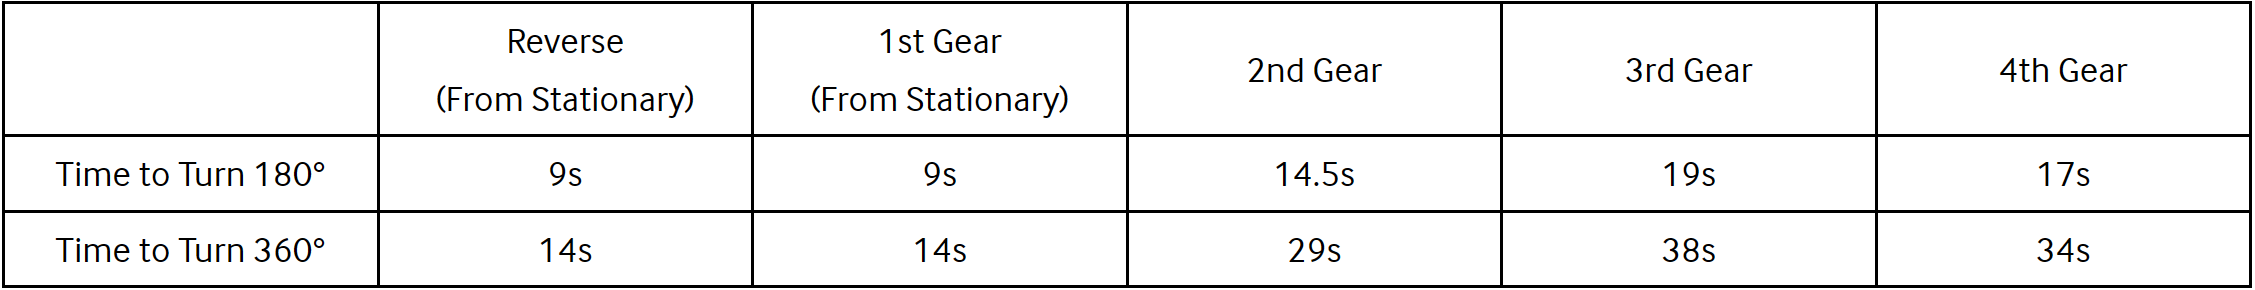 Reverse
(From Stationary)
1st Gear
(From Stationary)
2nd Gear
3rd Gear
4th Gear
Time to Turn 180°
9s
9s
14.5s
19s
17s
Time to Turn 360°
14s
14s
29s
38s
34s